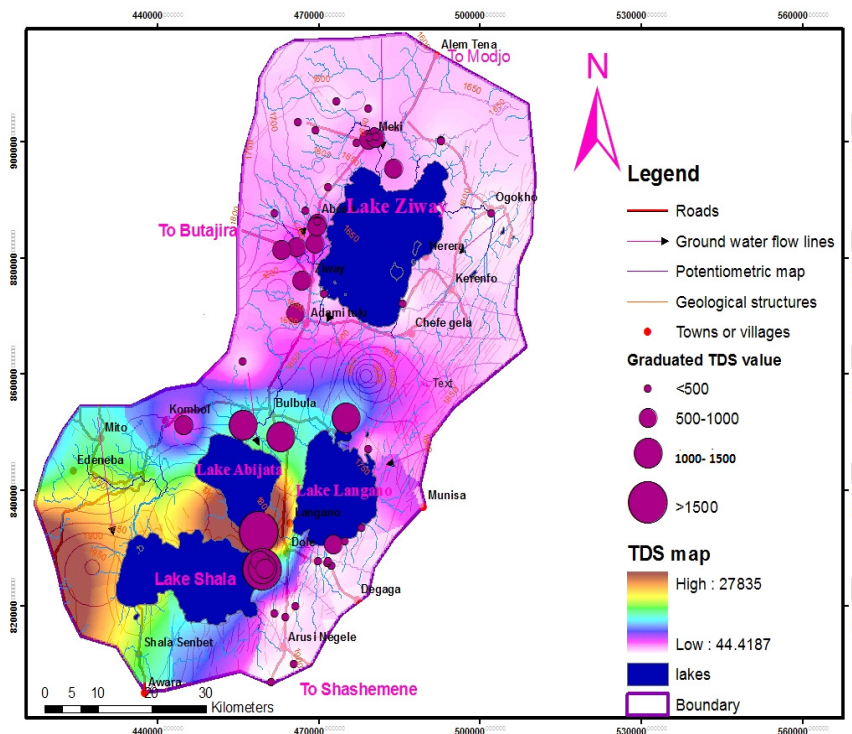 440000 470000 500000 530000 560000
Alem Tena
To Modjo
N
Meki
900000
Legend
Lake Ziway
Ogokho
Roads
To Butajira
Herera
Ground water flow lines
880000
Ziway
Kerenfo
Potentiometric map
Adami tulu
Geological structures
Chefe gela
Towns or villages
Graduated TDS value
860000
Text
<500
Bulbula
Kombol
500-1000
Mito
1000- 1500
Edeneba
Lake Abijata
Lake Langano
840000
Munisa
>1500
Langano
Dole
TDS map
Lake Shala
High : 27835
Degaga
820000
Shala Senbet
Arusi Negele
Low : 44.4187
lakes
Awara
To Shashemene
0 5 10 20 30
Kilometers
Boundary
440000 470000 500000 530000 560000